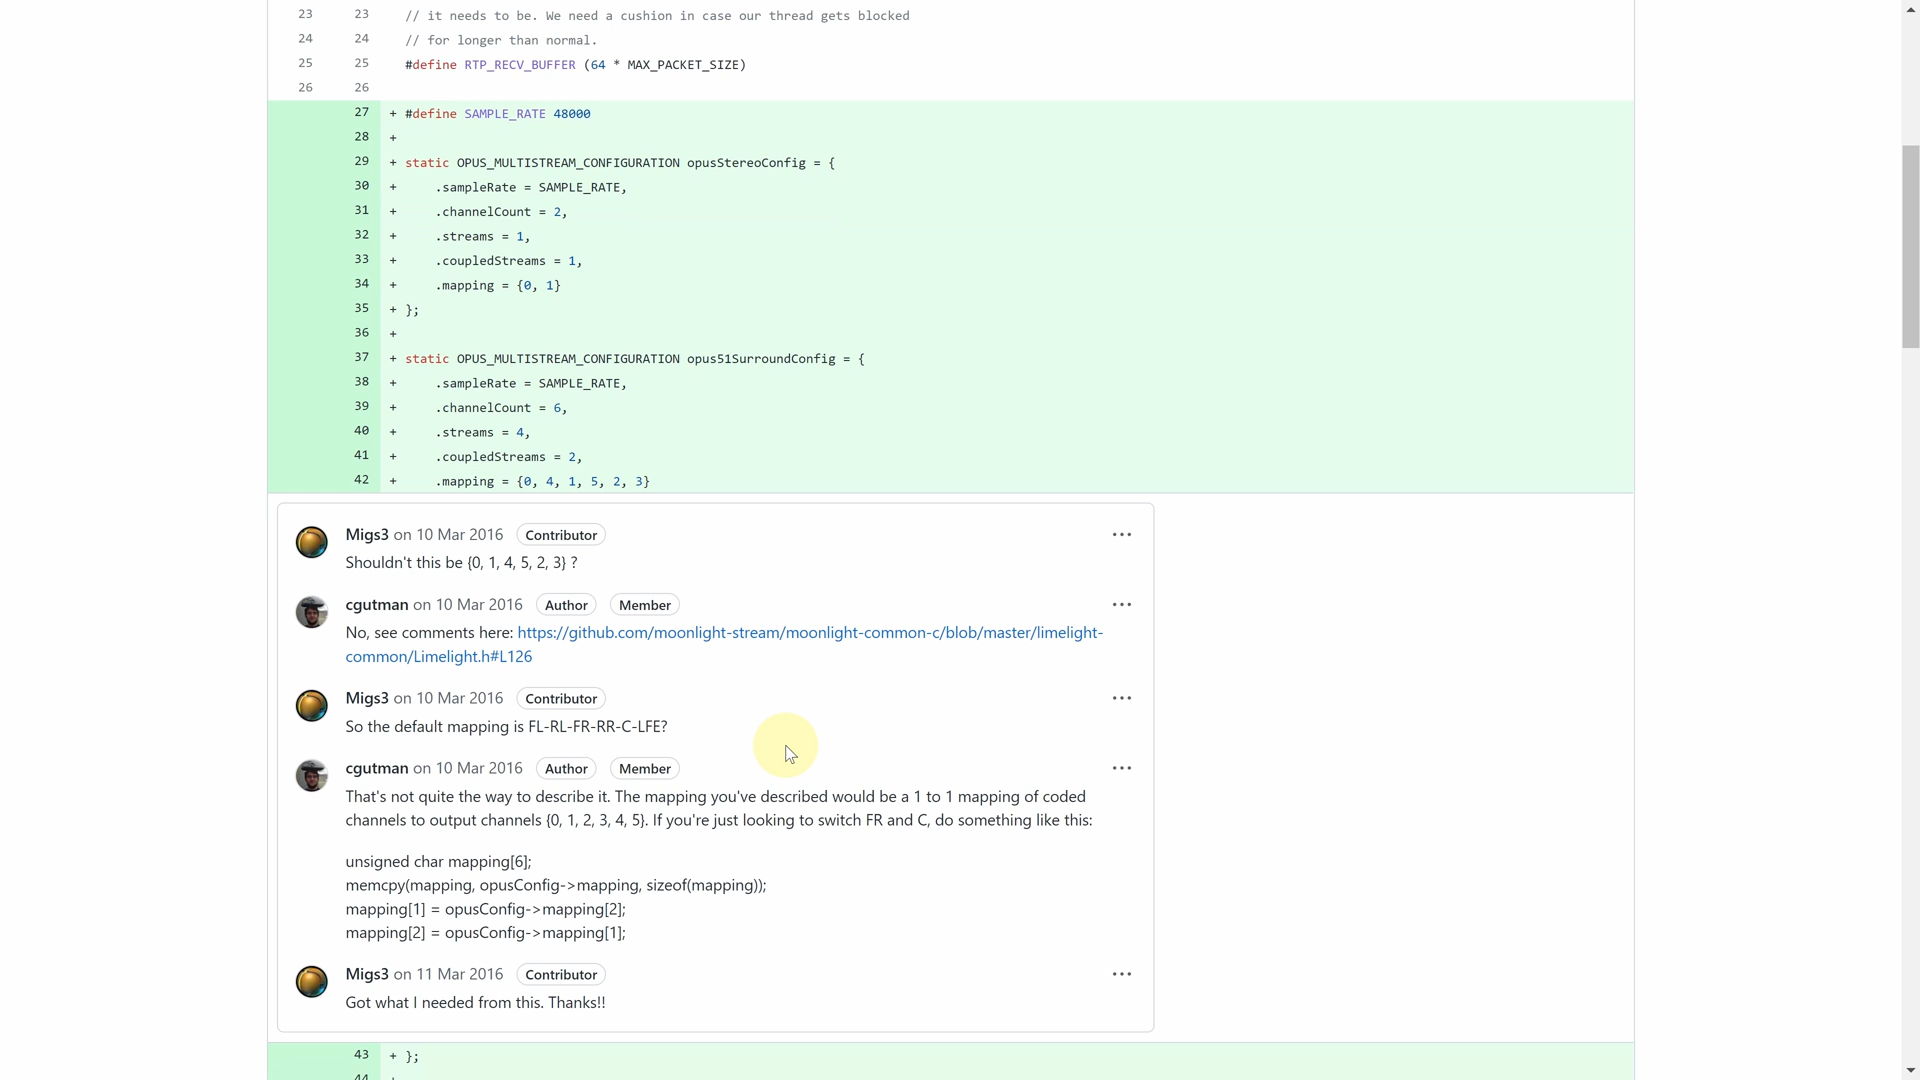 23 23 // it needs to be. We need a cushion in case our thread gets blocked
24 24 // for longer than normal.
25 25 #define RTP_RECV_BUFFER (64 * MAX_PACKET_SIZE)
26 26
27 + #define SAMPLE_RATE 48000
28 +
29 + static OPUS_MULTISTREAM_CONFIGURATION opusStereoConfig = {
30 + .sampleRate = SAMPLE_RATE,
31 + .channelCount = 2,
32 + .streams = 1,
33 + .coupledStreams = 1,
34 + .mapping = {0, 1}
35 + };
36 +
37 + static OPUS_MULTISTREAM_CONFIGURATION opus51SurroundConfig = {
38 + .sampleRate = SAMPLE_RATE,
39 + .channelCount = 6,
40 + .streams = 4,
41 + .coupledStreams = 2,
42 + .mapping = {0, 4, 1, 5, 2, 3}
Migs3 on 10 Mar 2016 Contributor ...
Shouldn't this be {0, 1, 4, 5, 2, 3} ?
cgutman on 10 Mar 2016 Author Member ...
No, see comments here: https://github.com/moonlight-stream/moonlight-common-c/blob/master/limelight-
common/Limelight.h#L126
Migs3 on 10 Mar 2016 Contributor ...
So the default mapping is FL-RL-FR-RR-C-LFE?
cgutman on 10 Mar 2016 Author Member ...
That's not quite the way to describe it. The mapping you've described would be a 1 to 1 mapping of coded
channels to output channels {0, 1, 2, 3, 4, 5}. If you're just looking to switch FR and C, do something like this:
unsigned char mapping[6];
memcpy(mapping, opusConfig->mapping, sizeof(mapping));
mapping[1] = opusConfig->mapping[2];
mapping[2] = opusConfig->mapping[1];
Migs3 on 11 Mar 2016 Contributor ...
Got what I needed from this. Thanks!!
43 + };
44 +